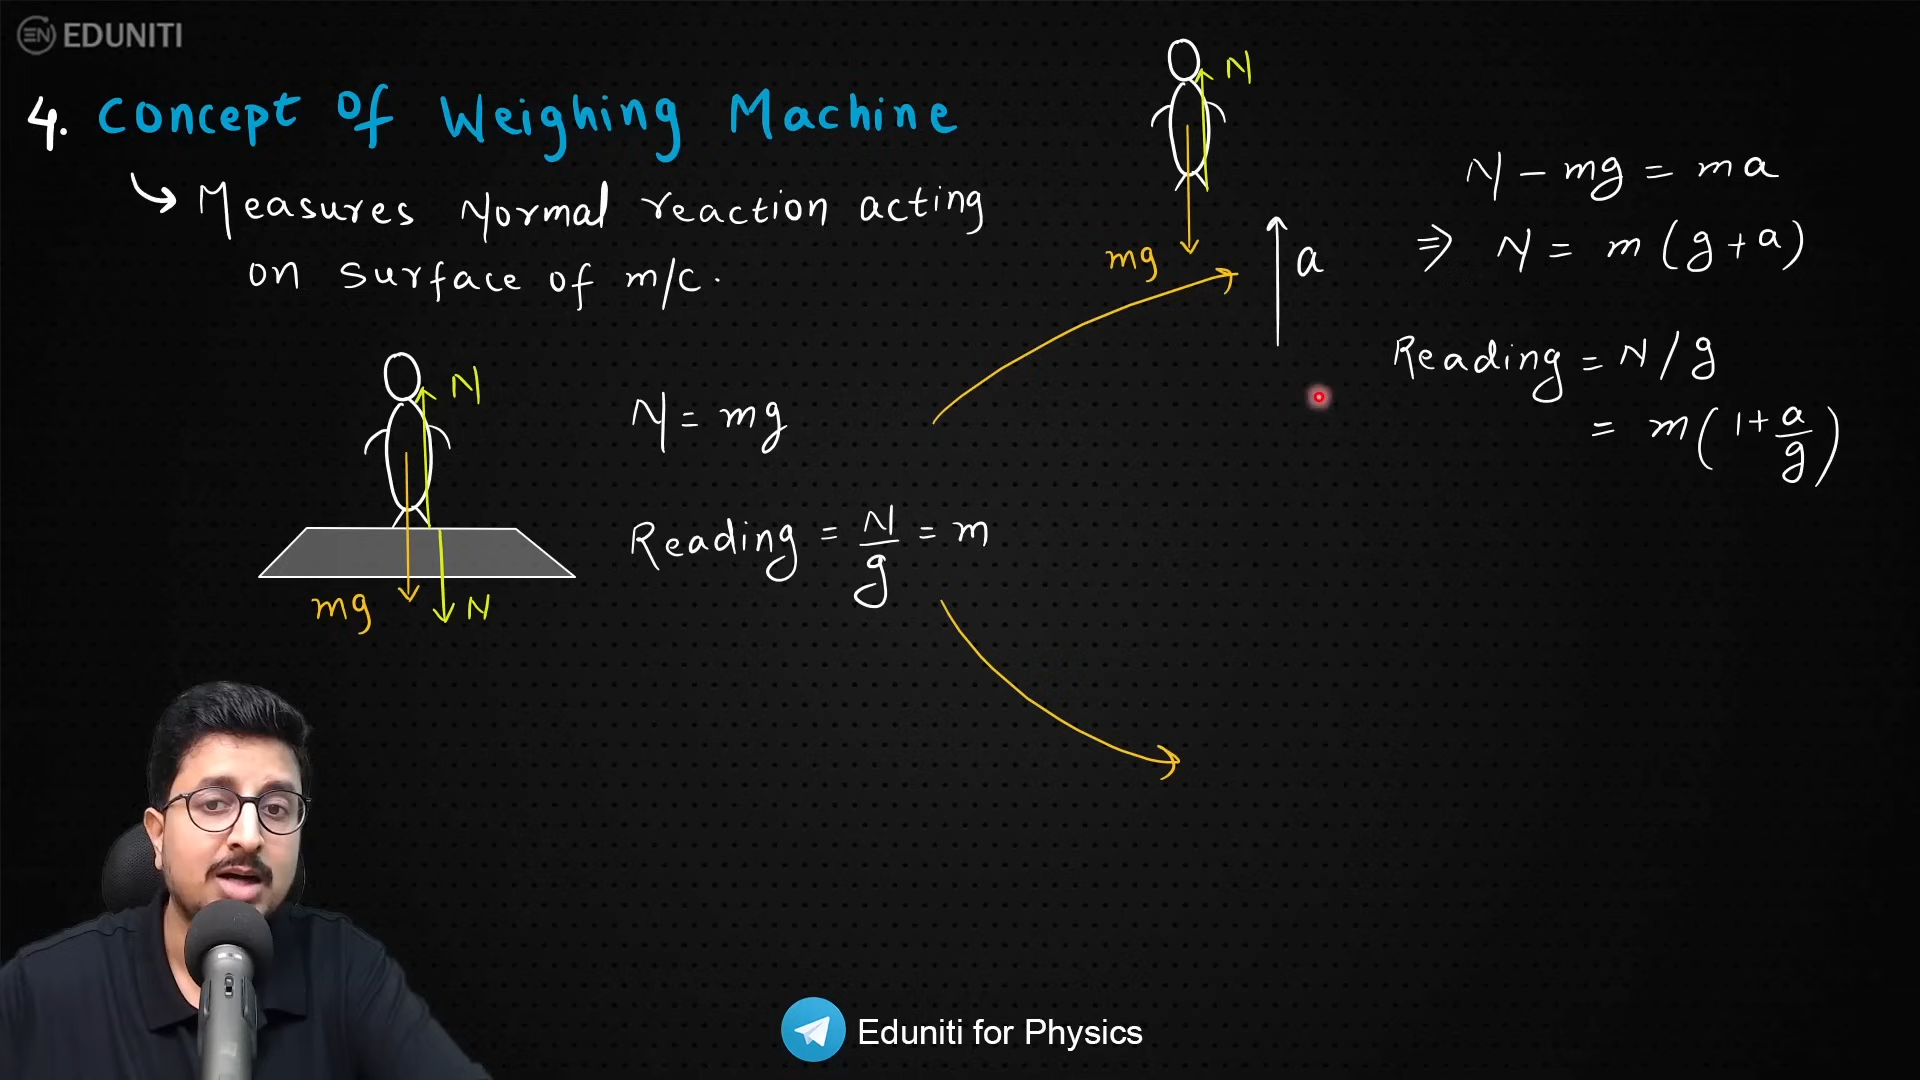 EN EDUNITI
4. Concept Of Weighing Machine
↳ Measures Normal reaction acting
on surface of m/c.
N
mg
N
N = mg
Reading = N/g = m
N
mg
a
N - mg = ma
⇒ N = m(g+a)
Reading = N/g
= m(1+a/g)
Eduniti for Physics